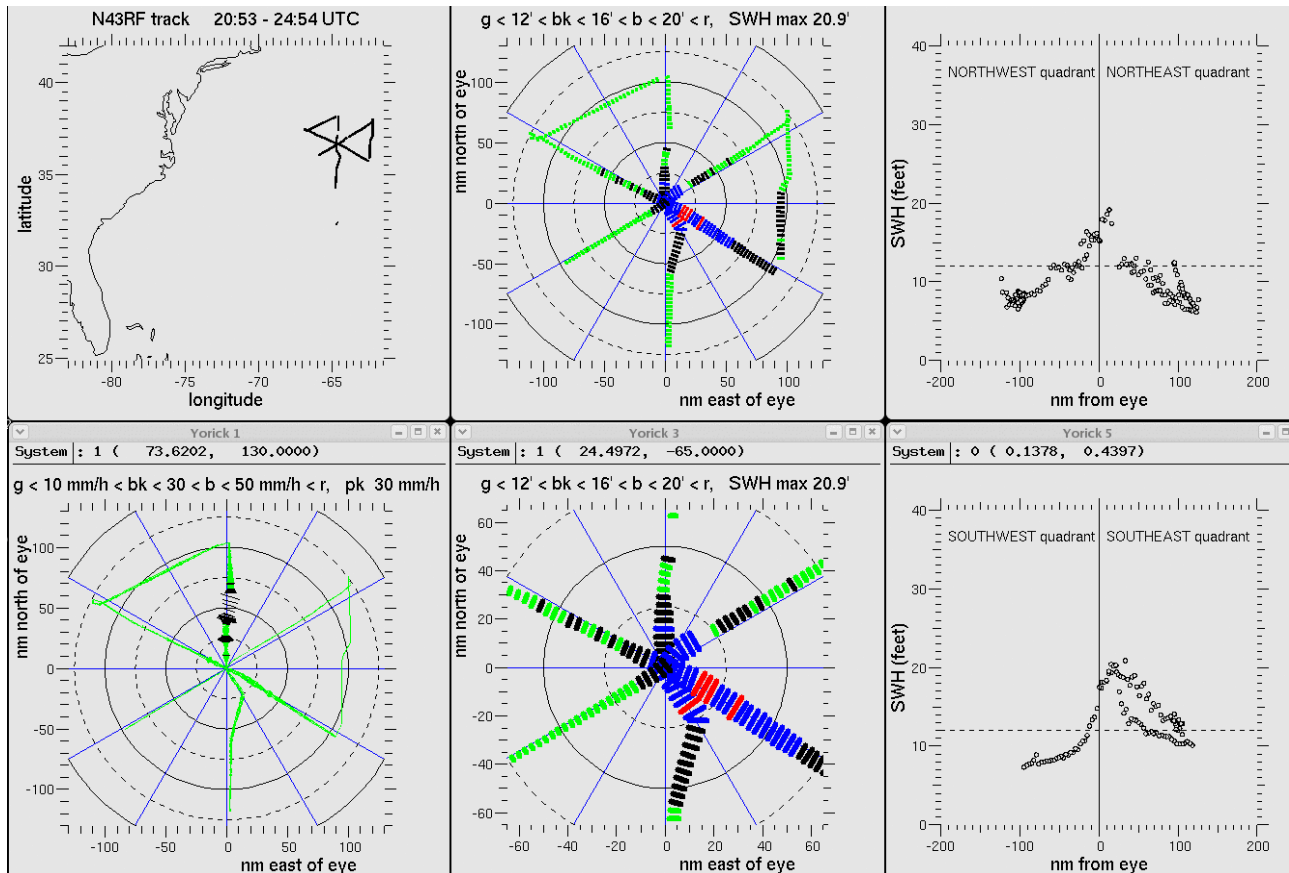 N43RF track 20:53 - 24:54 UTC
40
35
30
25
latitude
-80
-75
-70
-65
longitude
g < 12' < bk < 16' < b < 20' < r, SWH max 20.9'
100
50
0
-50
-100
nm north of eye
-100
-50
0
50
100
nm east of eye
NORTHWEST quadrant
NORTHEAST quadrant
40
30
20
10
0
SWH (feet)
-200
-100
0
100
200
nm from eye
Yorick 1
System : 1 ( 73.6202, 130.0000)
g < 10 mm/h < bk < 30 < b < 50 mm/h < r, pk 30 mm/h
100
50
0
-50
-100
nm north of eye
-100
-50
0
50
100
nm east of eye
Yorick 3
System : 1 ( 24.4972, -65.0000)
g < 12' < bk < 16' < b < 20' < r, SWH max 20.9'
60
40
20
0
-20
-40
-60
nm north of eye
-60
-40
-20
0
20
40
60
nm east of eye
Yorick 5
System : 0 ( 0.1378, 0.4397)
SOUTHWEST quadrant
SOUTHEAST quadrant
40
30
20
10
0
SWH (feet)
-200
-100
0
100
200
nm from eye